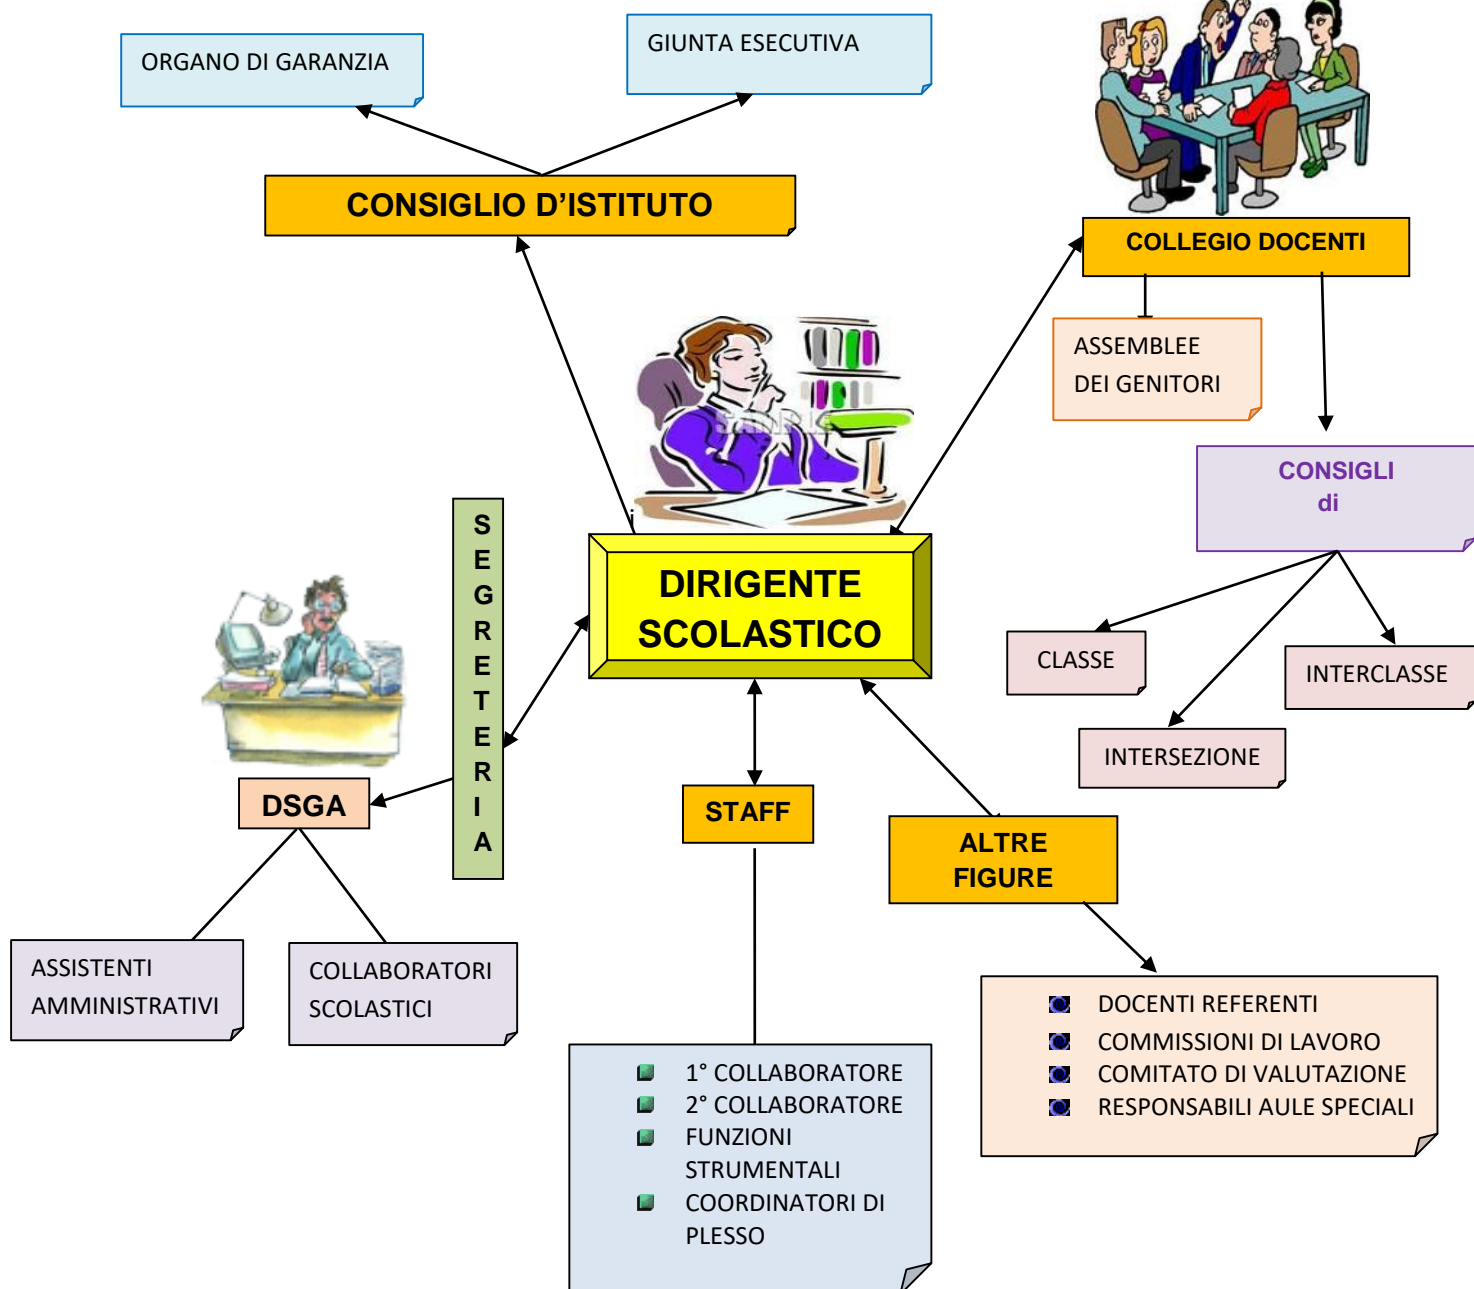 ORGANO DI GARANZIA
GIUNTA ESECUTIVA
CONSIGLIO D'ISTITUTO
COLLEGIO DOCENTI
ASSEMBLEE
DEI GENITORI
SAMPLE
CONSIGLI
di
i
SEGRETERIA
DIRIGENTE
SCOLASTICO
CLASSE
INTERCLASSE
INTERSEZIONE
DSGA
STAFF
ALTRE
FIGURE
ASSISTENTI
AMMINISTRATIVI
COLLABORATORI
SCOLASTICI
DOCENTI REFERENTI
COMMISSIONI DI LAVORO
COMITATO DI VALUTAZIONE
RESPONSABILI AULE SPECIALI
1° COLLABORATORE
2° COLLABORATORE
FUNZIONI
STRUMENTALI
COORDINATORI DI
PLESSO